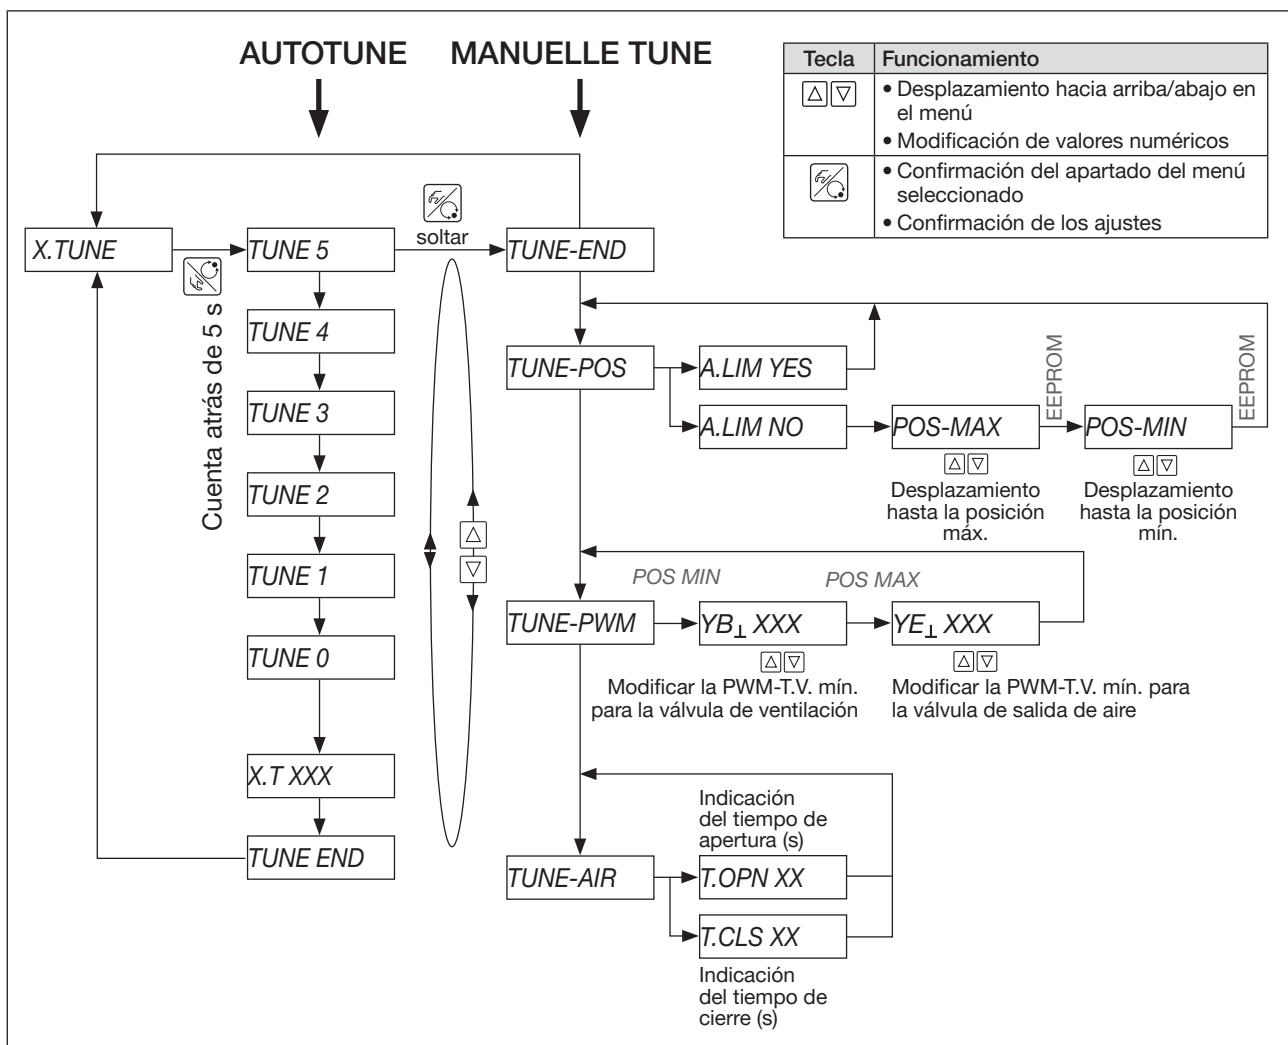 AUTOTUNE
MANUELLE TUNE
Tecla
Funcionamiento
• Desplazamiento hacia arriba/abajo en
el menú
• Modificación de valores numéricos
• Confirmación del apartado del menú
seleccionado
• Confirmación de los ajustes
X.TUNE
Cuenta atrás de 5 s
TUNE 5
soltar
TUNE 4
TUNE 3
TUNE 2
TUNE 1
TUNE 0
X.T XXX
TUNE END
TUNE-END
TUNE-POS
A.LIM YES
A.LIM NO
POS-MAX
EEPROM
POS-MIN
EEPROM
Desplazamiento
hasta la posición
máx.
Desplazamiento
hasta la posición
mín.
POS MIN
POS MAX
TUNE-PWM
YB⊥ XXX
YE⊥ XXX
Modificar la PWM-T.V. mín.
para la válvula de ventilación
Modificar la PWM-T.V. mín. para
la válvula de salida de aire
Indicación
del tiempo de
apertura (s)
TUNE-AIR
T.OPN XX
T.CLS XX
Indicación
del tiempo de
cierre (s)